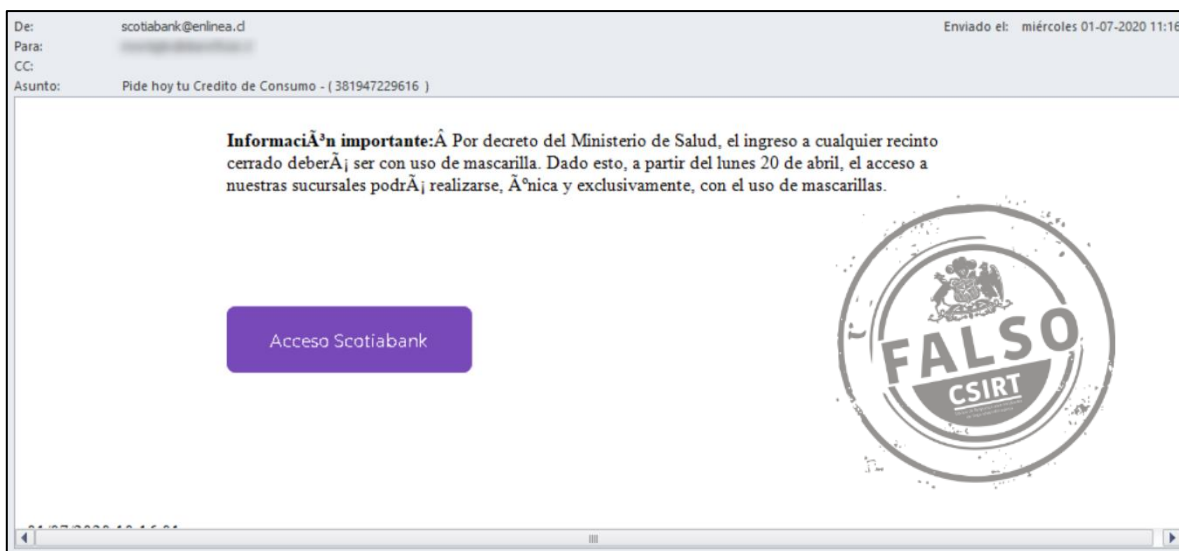 De: scotiabank@enlinea.cl Enviado el: miércoles 01-07-2020 11:16
Para:
CC:
Asunto: Pide hoy tu Credito de Consumo - ( 381947229616 )
InformaciÃ³n importante:Â Por decreto del Ministerio de Salud, el ingreso a cualquier recinto
cerrado deberÃ¡ ser con uso de mascarilla. Dado esto, a partir del lunes 20 de abril, el acceso a
nuestras sucursales podrÃ¡ realizarse, Ãºnica y exclusivamente, con el uso de mascarillas.
Acceso Scotiabank
FALSO
CSIRT